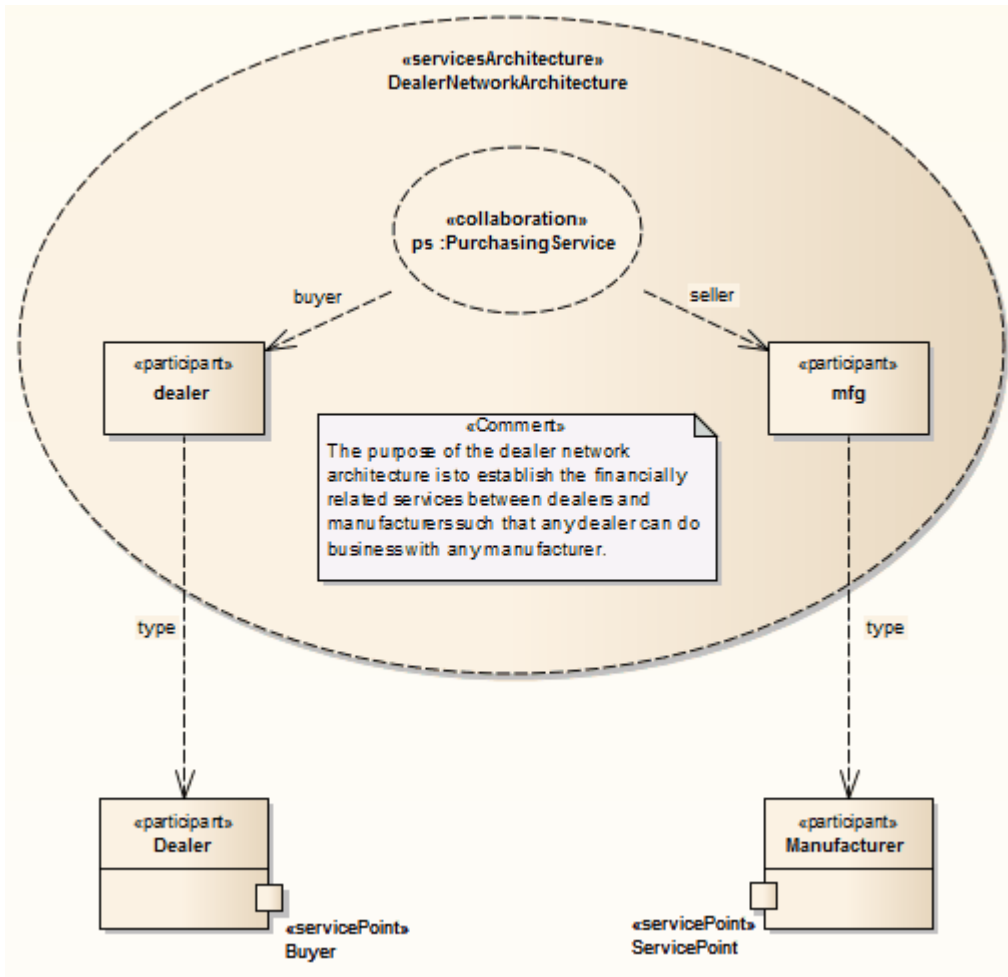 «servicesArchitecture»
DealerNetworkArchitecture
«collaboration»
ps :PurchasingService
buyer
seller
«participant»
dealer
«participant»
mfg
«Comment»
The purpose of the dealer network
architecture is to establish the financially
related services between dealers and
manufacturers such that any dealer can do
business with any manufacturer.
type
type
«participant»
Dealer
«participant»
Manufacturer
«servicePoint»
Buyer
«servicePoint»
ServicePoint